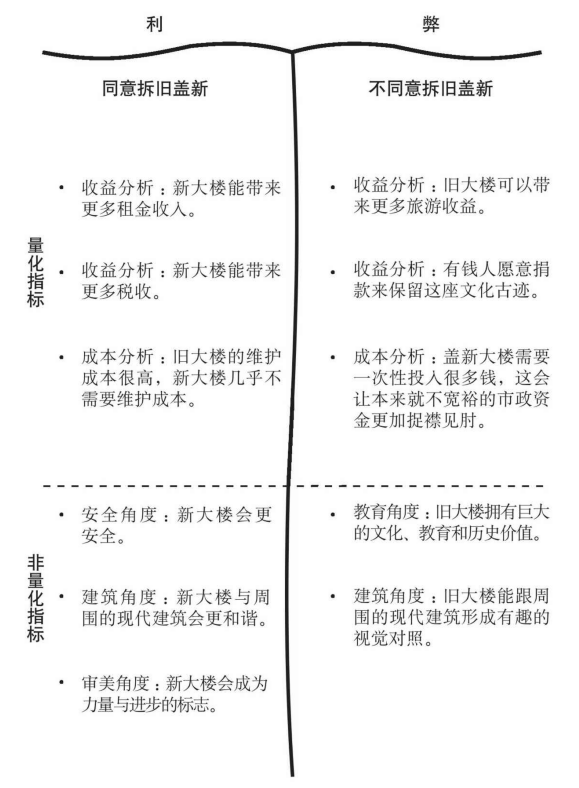 利
弊
同意拆旧盖新
不同意拆旧盖新
量化指标
• 收益分析：新大楼能带来
更多租金收入。
• 收益分析：新大楼能带来
更多税收。
• 成本分析：旧大楼的维护
成本很高，新大楼几乎不
需要维护成本。
• 收益分析：旧大楼可以带
来更多旅游收益。
• 收益分析：有钱人愿意捐
款来保留这座文化古迹。
• 成本分析：盖新大楼需要
一次性投入很多钱，这会
让本来就不宽裕的市政资
金更加捉襟见肘。
非量化指标
• 安全角度：新大楼会更
安全。
• 建筑角度：新大楼与周
围的现代建筑会更和谐。
• 审美角度：新大楼会成为
力量与进步的标志。
• 教育角度：旧大楼拥有巨大
的文化、教育和历史价值。
• 建筑角度：旧大楼能跟周
围的现代建筑形成有趣的
视觉对照。